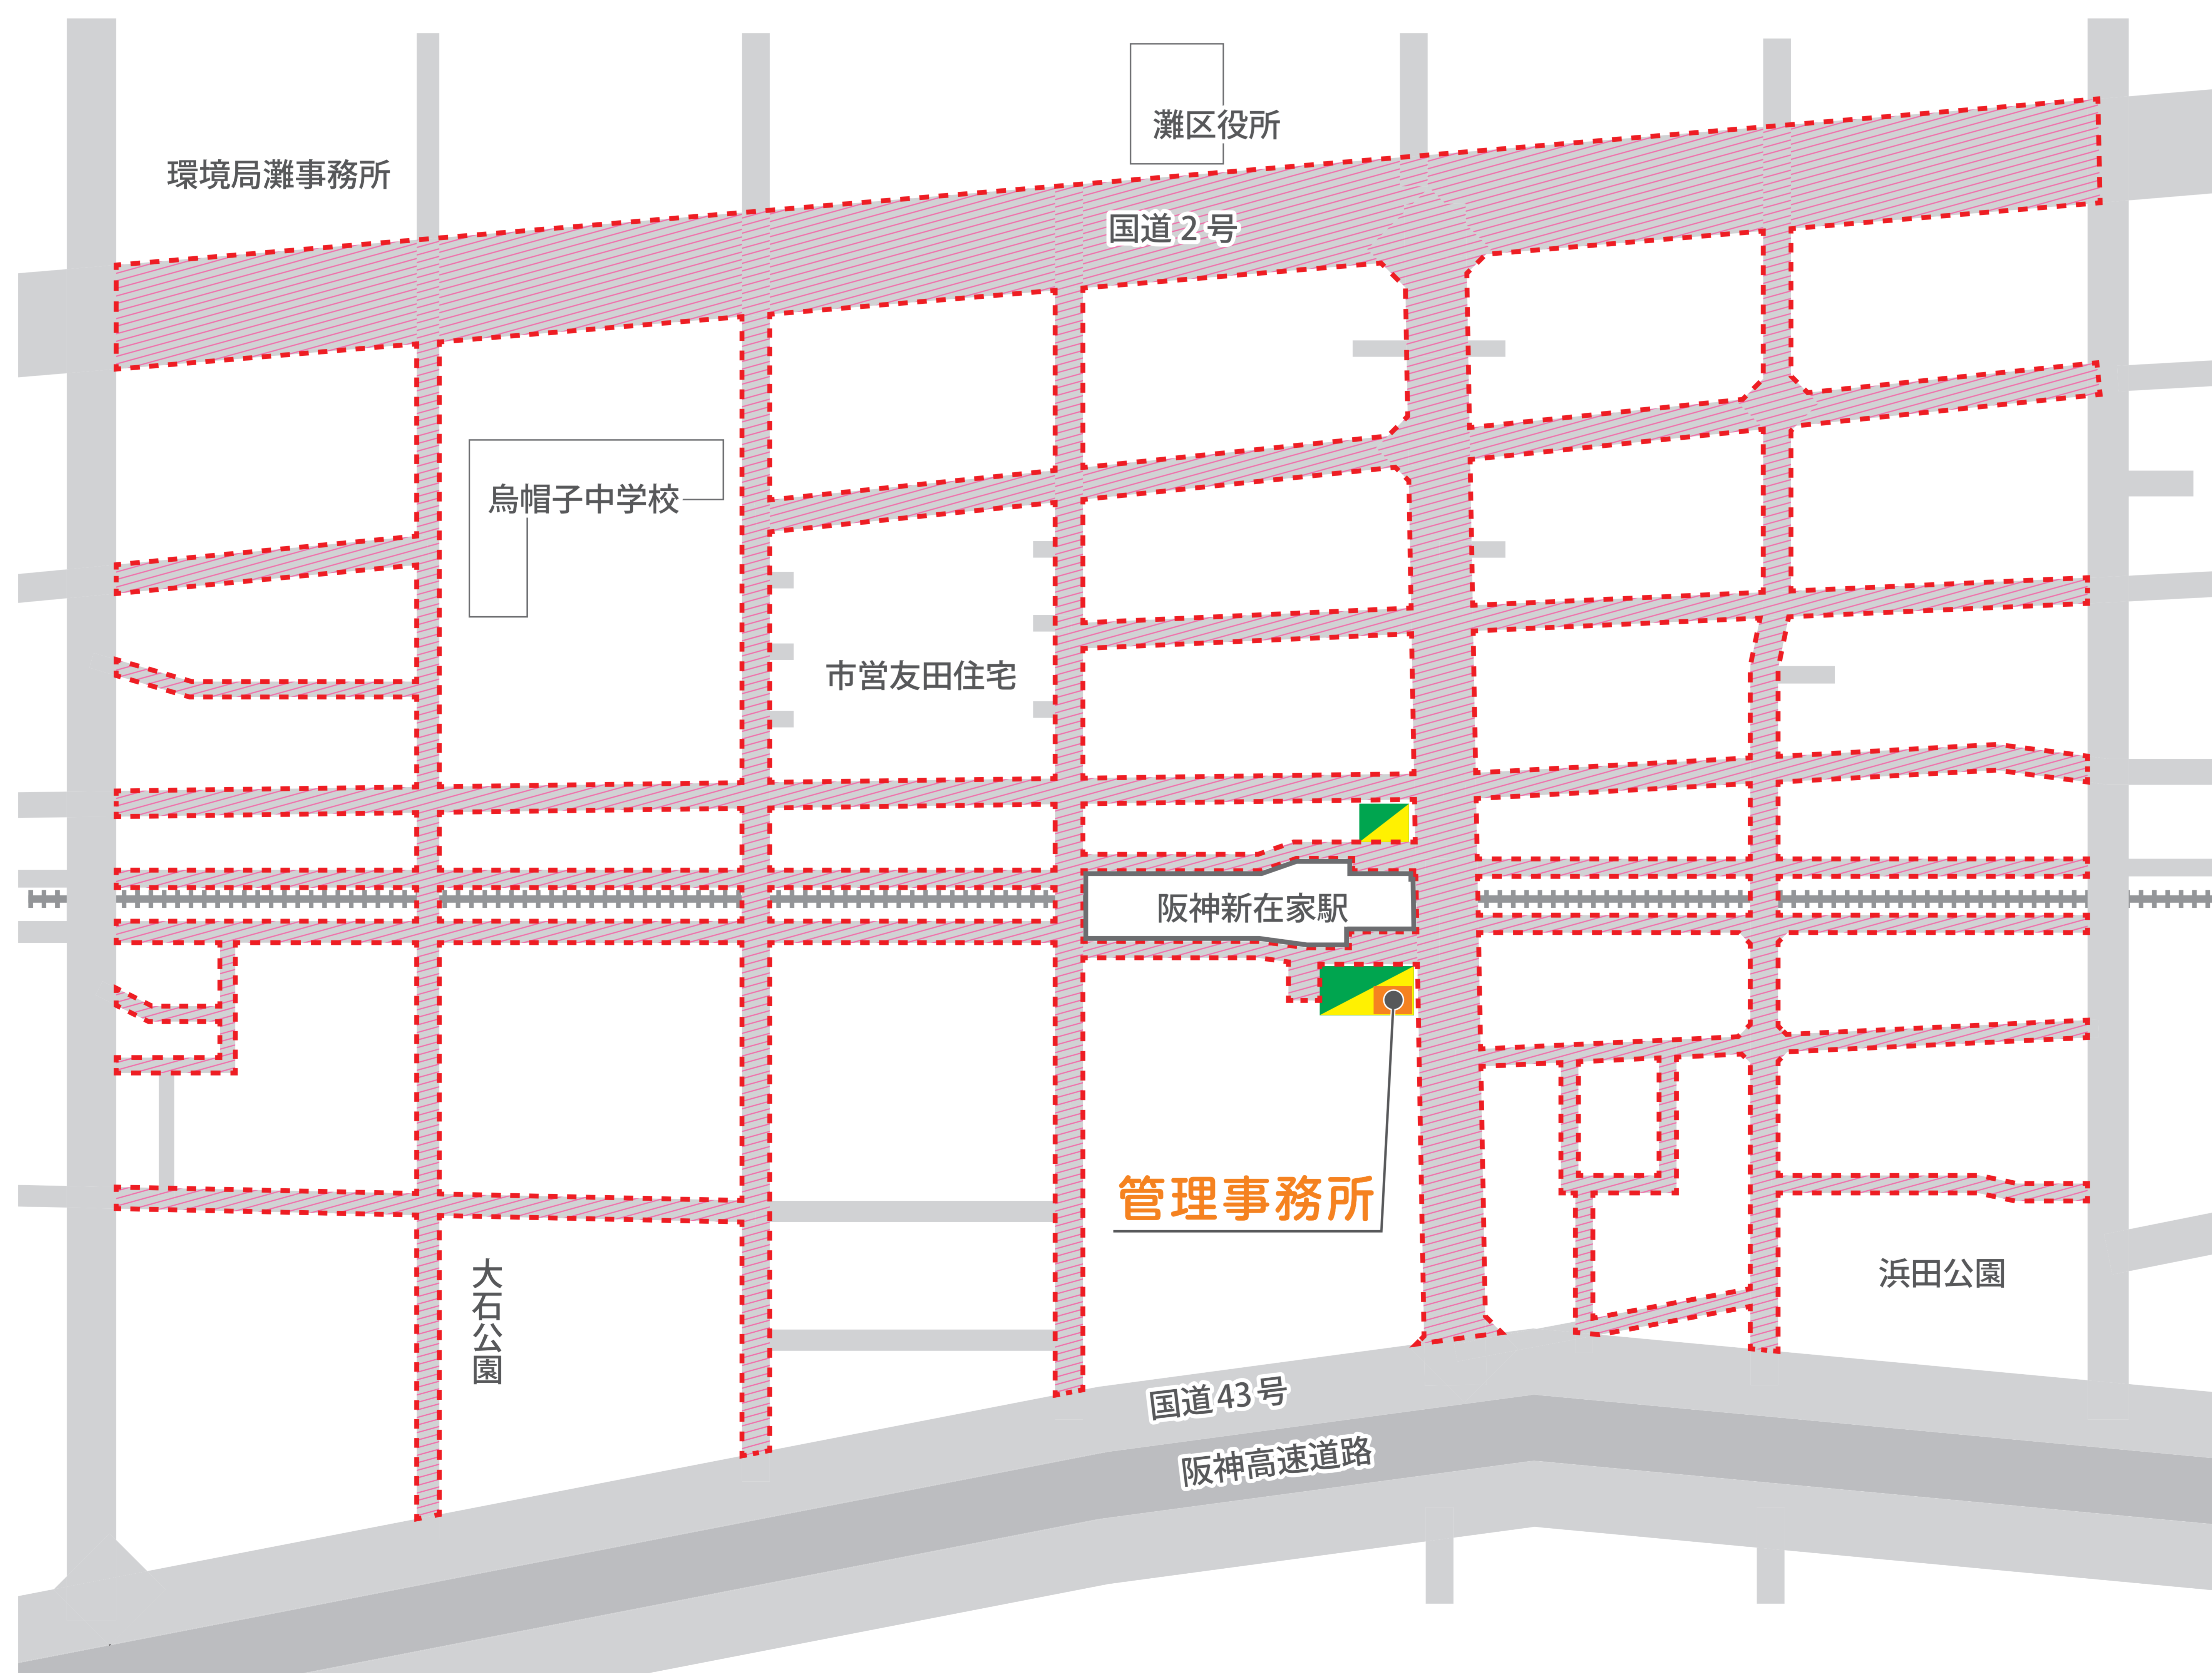 灘区役所
環境局灘事務所
国道2号
烏帽子中学校
市営友田住宅
阪神新在家駅
管理事務所
大石公園
浜田公園
国道43号
阪神高速道路